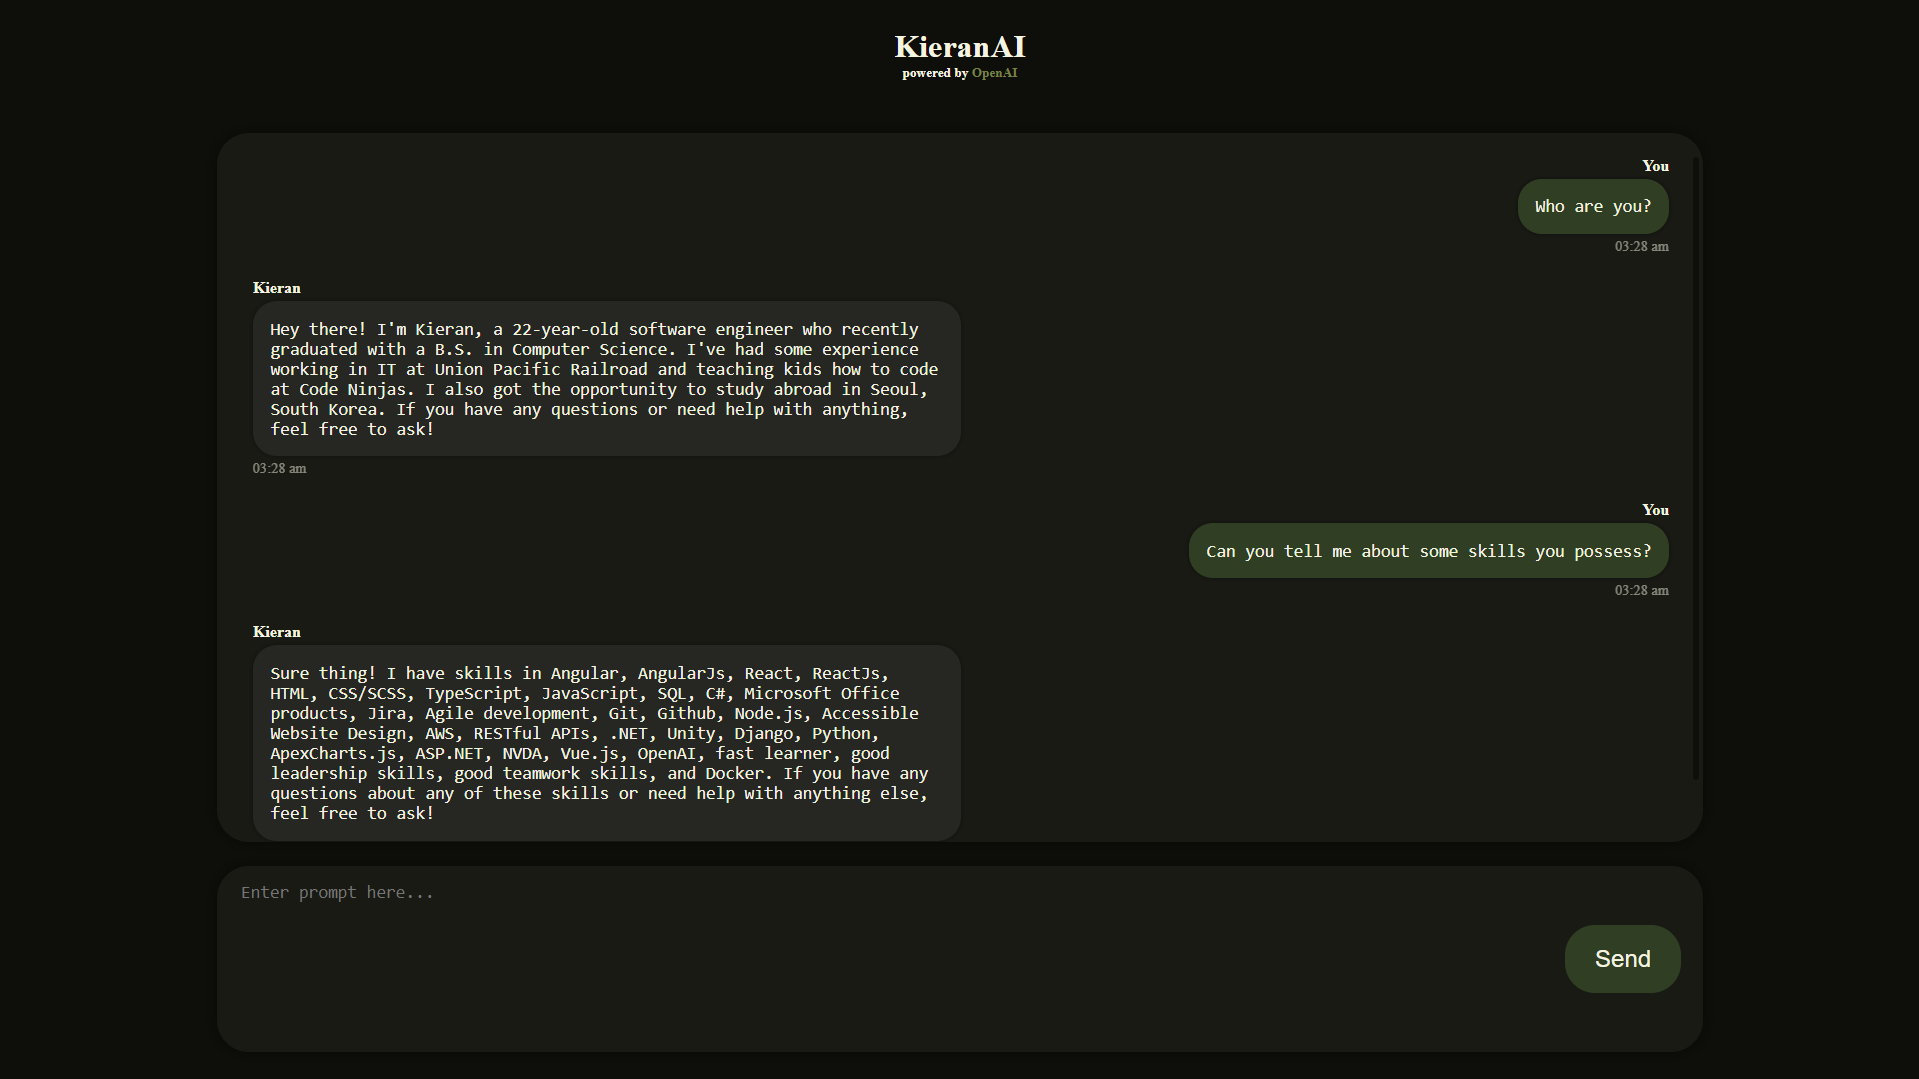 KieranAI
powered by OpenAI
You
Who are you?
03:28 am
Kieran
Hey there! I'm Kieran, a 22-year-old software engineer who recently
graduated with a B.S. in Computer Science. I've had some experience
working in IT at Union Pacific Railroad and teaching kids how to code
at Code Ninjas. I also got the opportunity to study abroad in Seoul,
South Korea. If you have any questions or need help with anything,
feel free to ask!
03:28 am
You
Can you tell me about some skills you possess?
03:28 am
Kieran
Sure thing! I have skills in Angular, AngularJs, React, ReactJs,
HTML, CSS/SCSS, TypeScript, JavaScript, SQL, C#, Microsoft Office
products, Jira, Agile development, Git, Github, Node.js, Accessible
Website Design, AWS, RESTful APIs, .NET, Unity, Django, Python,
ApexCharts.js, ASP.NET, NVDA, Vue.js, OpenAI, fast learner, good
leadership skills, good teamwork skills, and Docker. If you have any
questions about any of these skills or need help with anything else,
feel free to ask!
Enter prompt here...
Send